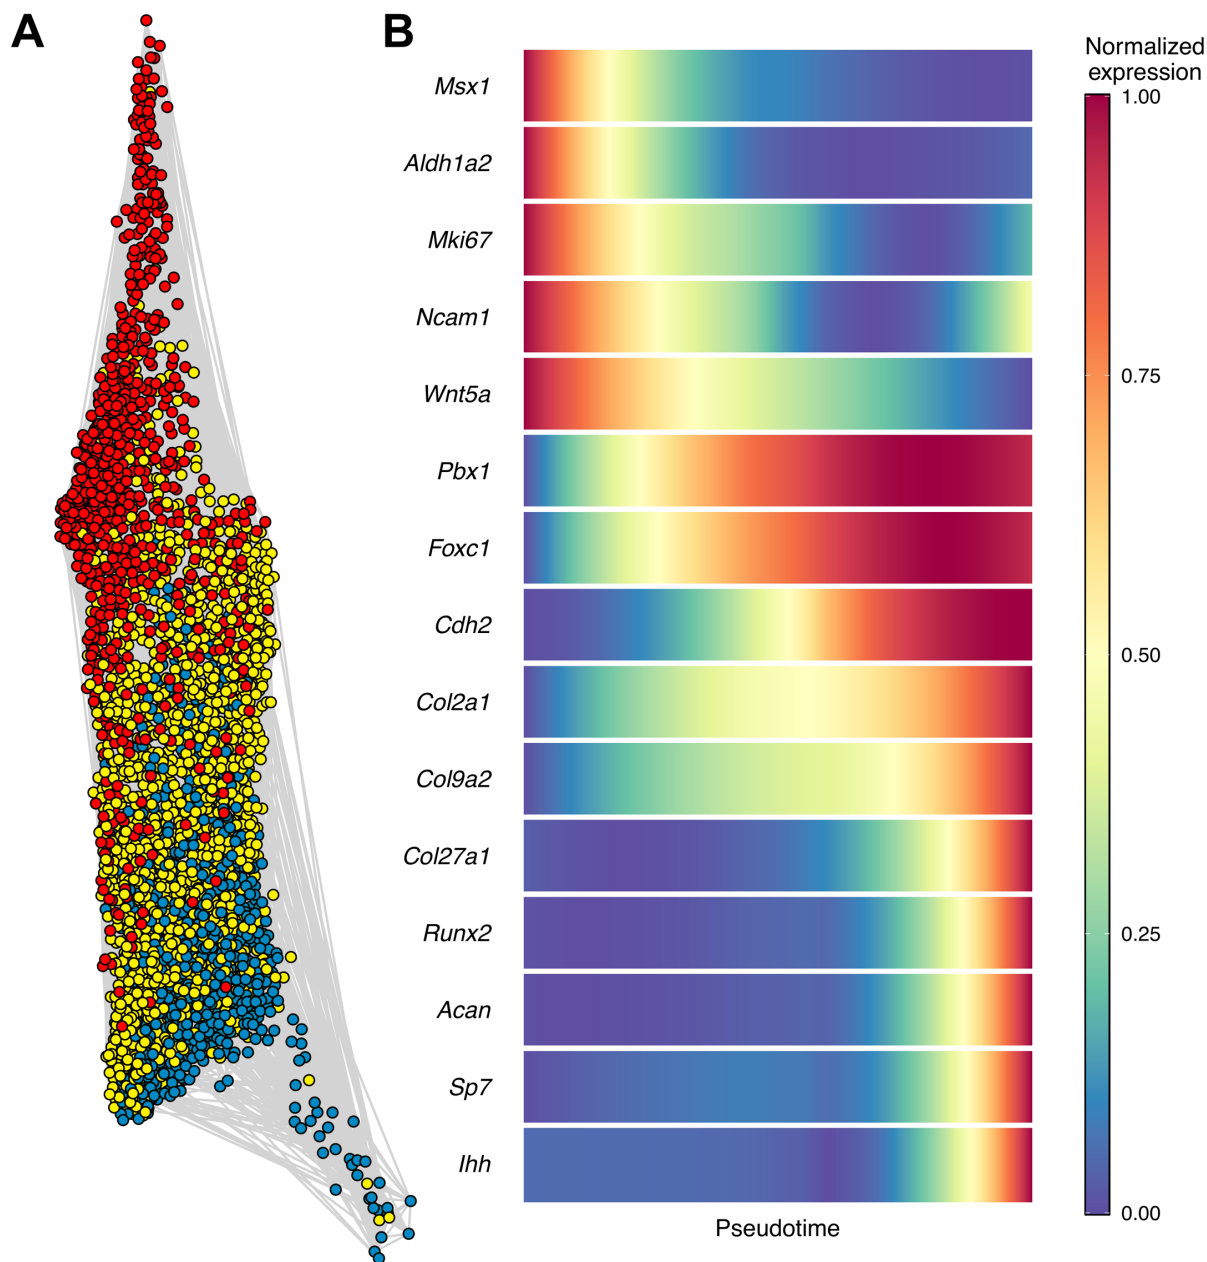 A
B
Normalized
expression
Msx1
Aldh1a2
Mki67
Ncam1
Wnt5a
Pbx1
Foxc1
Cdh2
Col2a1
Col9a2
Col27a1
Runx2
Acan
Sp7
Ihh
Pseudotime
1.00
0.75
0.50
0.25
0.00